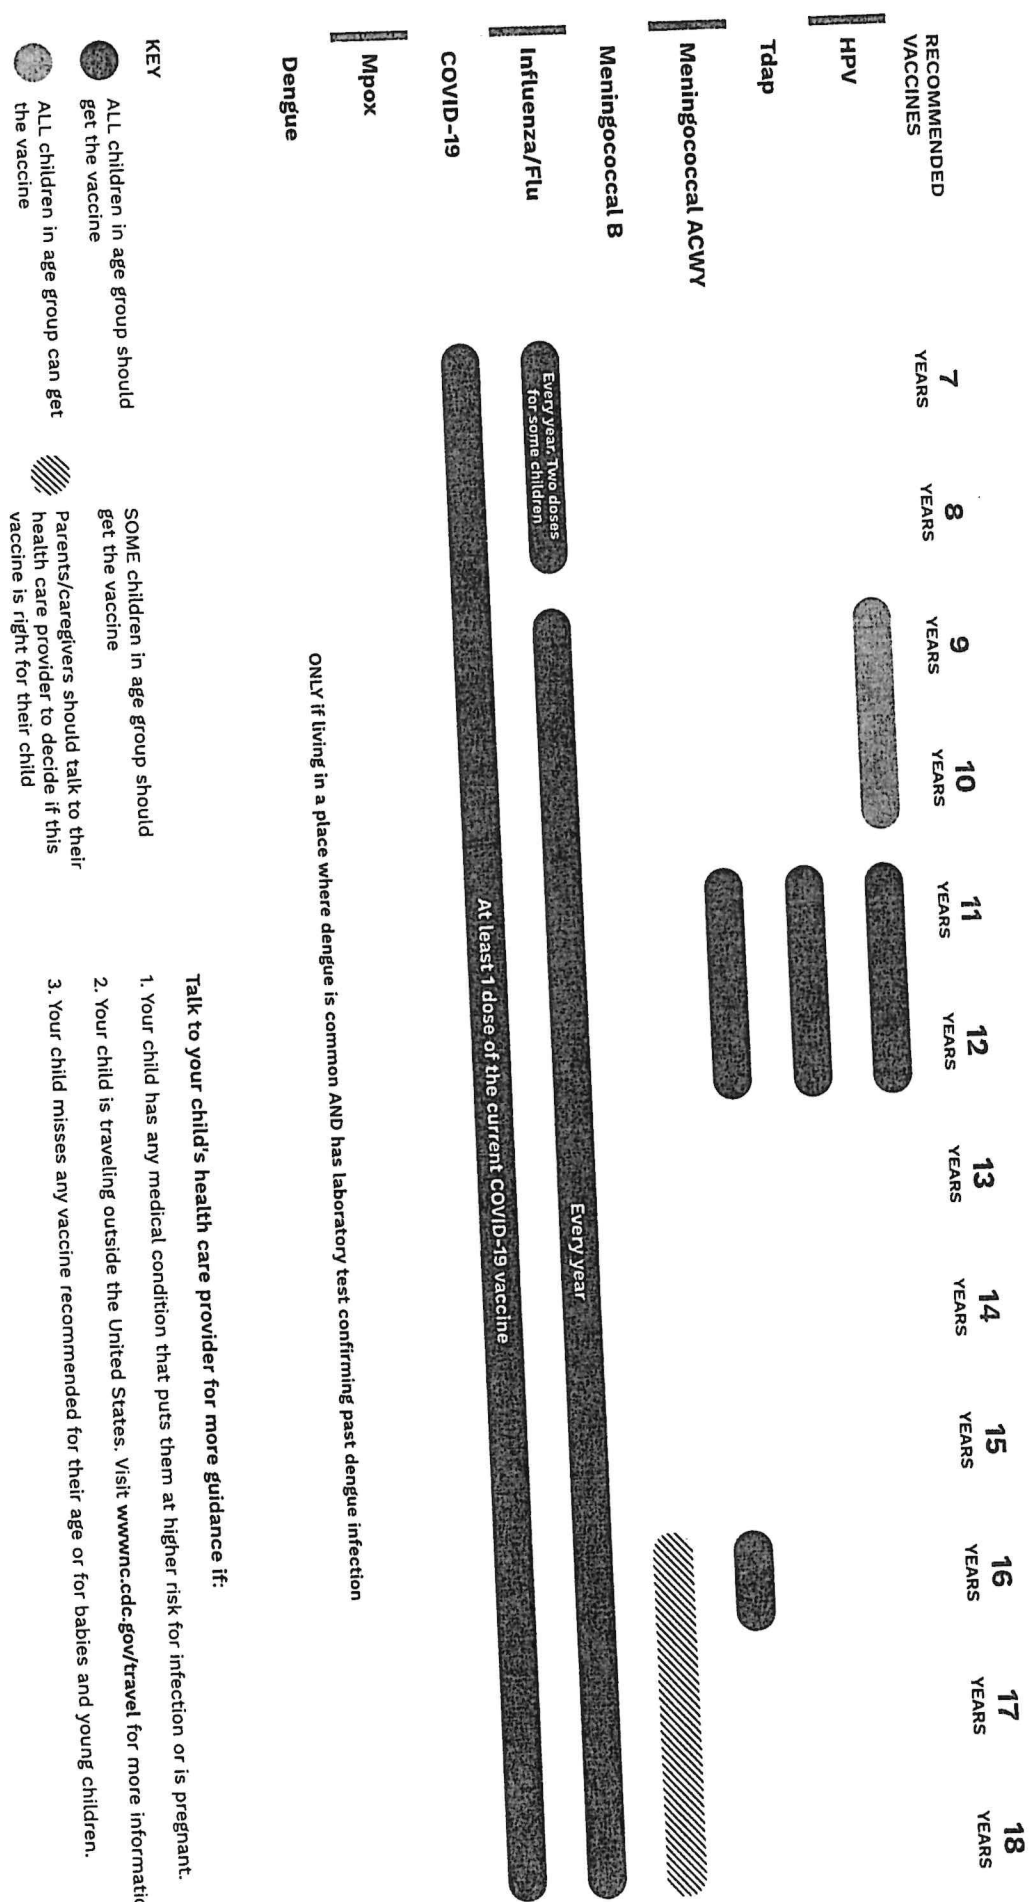 RECOMMENDED
VACCINES
7
YEARS
8
YEARS
9
YEARS
10
YEARS
11
YEARS
12
YEARS
13
YEARS
14
YEARS
15
YEARS
16
YEARS
17
YEARS
18
YEARS
HPV
Tdap
Meningococcal ACWY
Meningococcal B
Influenza/Flu
Every year. Two doses
for some children
Every year
COVID-19
At least 1 dose of the current COVID-19 vaccine
Mpox
Dengue
ONLY if living in a place where dengue is common AND has laboratory test confirming past dengue infection
KEY
ALL children in age group should
get the vaccine
ALL children in age group can get
the vaccine
SOME children in age group should
get the vaccine
Parents/caregivers should talk to their
health care provider to decide if this
vaccine is right for their child
Talk to your child's health care provider for more guidance if:
1. Your child has any medical condition that puts them at higher risk for infection or is pregnant.
2. Your child is traveling outside the United States. Visit wwwnc.cdc.gov/travel for more informatio
3. Your child misses any vaccine recommended for their age or for babies and young children.